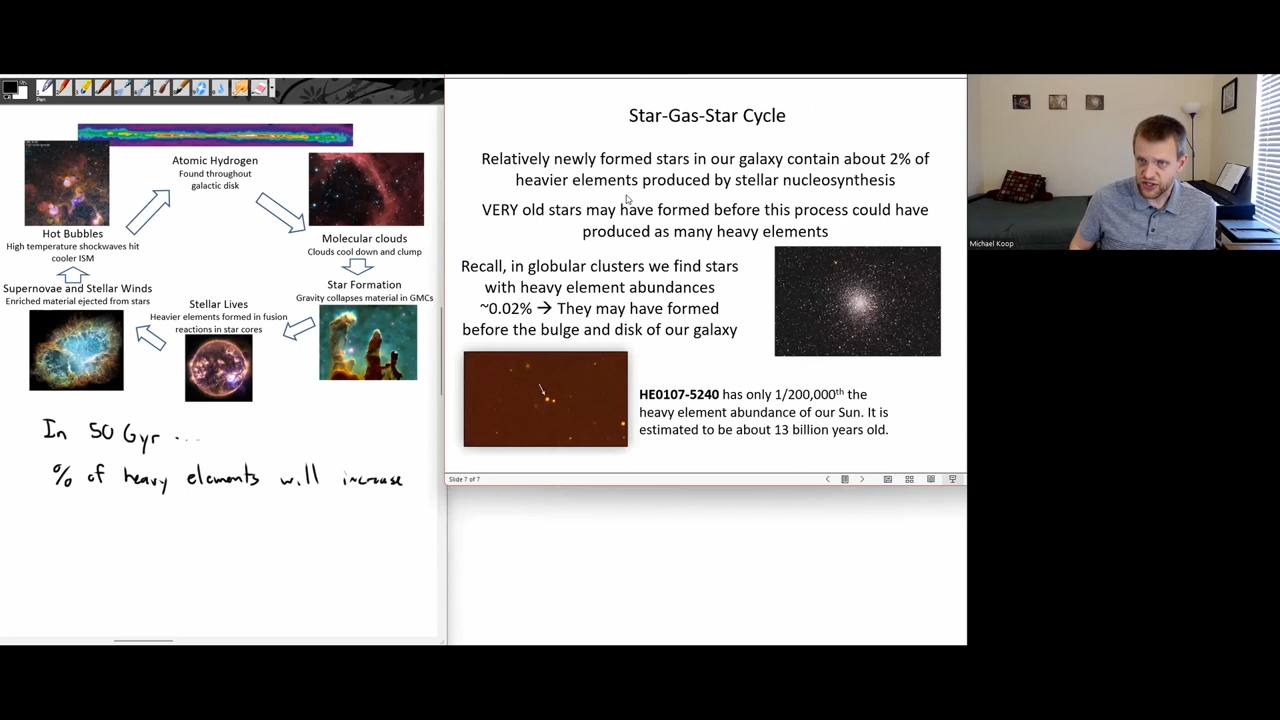 Pen
Atomic Hydrogen
Found throughout
galactic disk
Hot Bubbles
High temperature shockwaves hit
cooler ISM
Molecular clouds
Clouds cool down and clump
Supernovae and Stellar Winds
Enriched material ejected from stars
Stellar Lives
Heavier elements formed in fusion
reactions in star cores
Star Formation
Gravity collapses material in GMCs
In 50 Gyr ...
% of heavy elements will increase
Star-Gas-Star Cycle
Relatively newly formed stars in our galaxy contain about 2% of
heavier elements produced by stellar nucleosynthesis
VERY old stars may have formed before this process could have
produced as many heavy elements
Recall, in globular clusters we find stars
with heavy element abundances
~0.02% → They may have formed
before the bulge and disk of our galaxy
HE0107-5240 has only 1/200,000th the
heavy element abundance of our Sun. It is
estimated to be about 13 billion years old.
Slide 7 of 7
Michael Koop